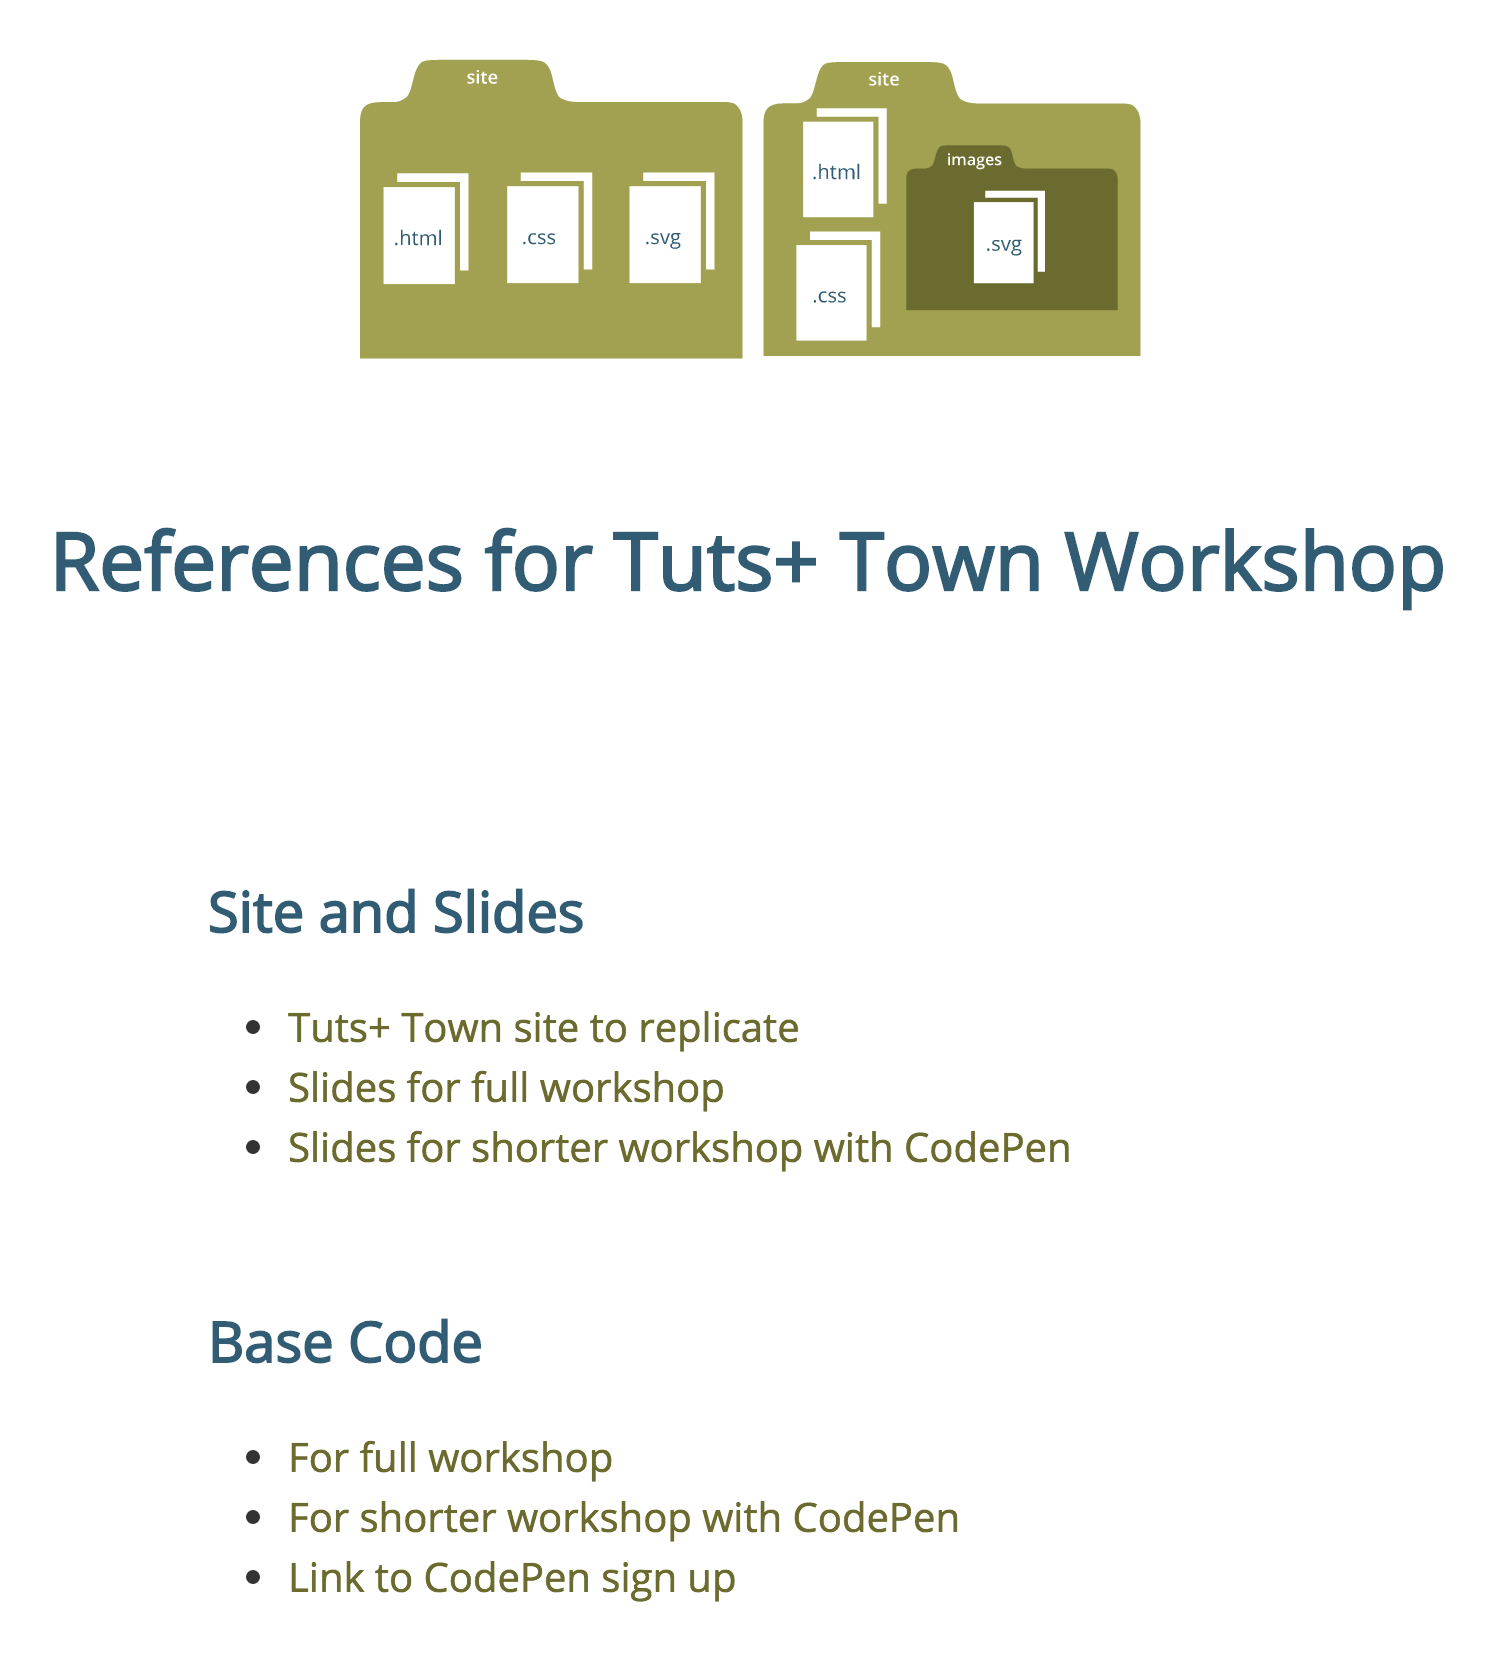 site
.html
.css
.svg
site
.html
images
.svg
.css
References for Tuts+ Town Workshop
Site and Slides
• Tuts+ Town site to replicate
• Slides for full workshop
• Slides for shorter workshop with CodePen
Base Code
• For full workshop
• For shorter workshop with CodePen
• Link to CodePen sign up